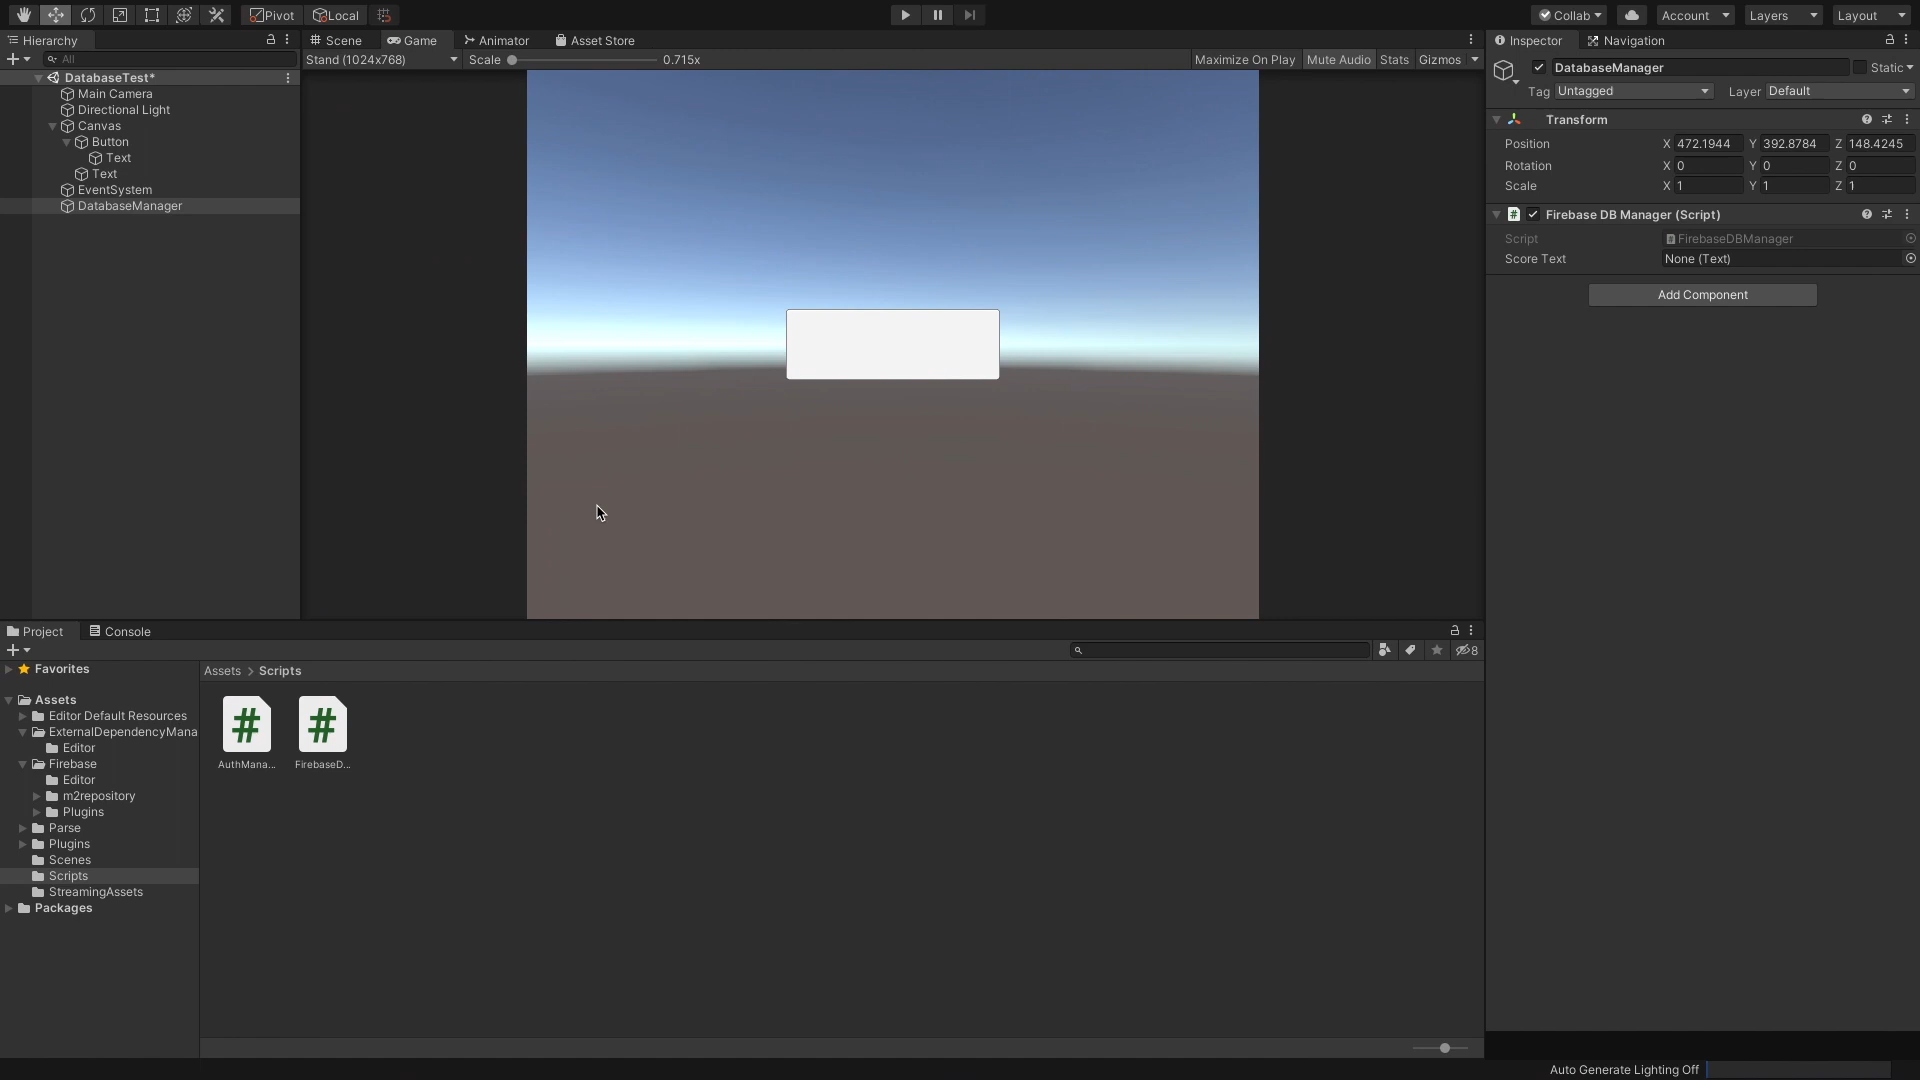 Pivot
Local
Collab
Account
Layers
Layout
Hierarchy
Scene
Game
Animator
Asset Store
Inspector
Navigation
All
Stand (1024x768)
Scale
0.715x
Maximize On Play
Mute Audio
Stats
Gizmos
DatabaseManager
Static
Tag
Untagged
Layer
Default
DatabaseTest*
Main Camera
Directional Light
Canvas
Button
Text
Text
EventSystem
DatabaseManager
Transform
Position
X 472.1944 Y 392.8784 Z 148.4245
Rotation
X 0 Y 0 Z 0
Scale
X 1 Y 1 Z 1
# Firebase DB Manager (Script)
Script
FirebaseDBManager
Score Text
None (Text)
Add Component
Project
Console
8
Favorites
Assets > Scripts
Assets
Editor Default Resources
ExternalDependencyMana
Editor
Firebase
Editor
m2repository
Plugins
Parse
Plugins
Scenes
Scripts
StreamingAssets
Packages
# #
AuthMana...
FirebaseD...
Auto Generate Lighting Off